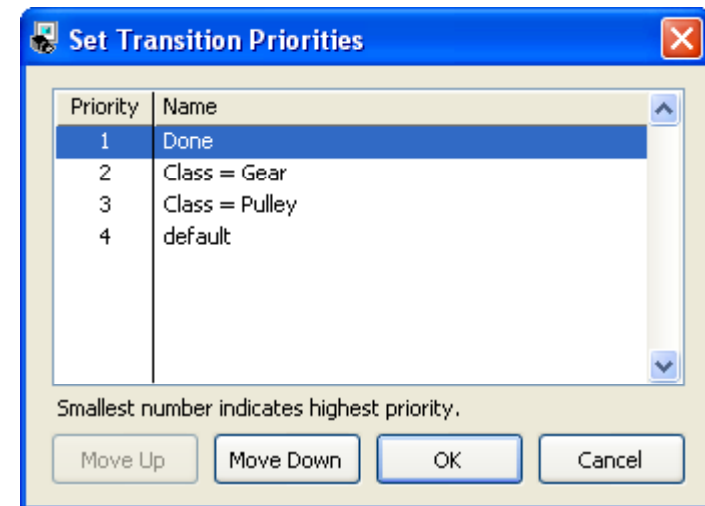 Set Transition Priorities
Priority Name
1 Done
2 Class = Gear
3 Class = Pulley
4 default
Smallest number indicates highest priority.
Move Up Move Down OK Cancel